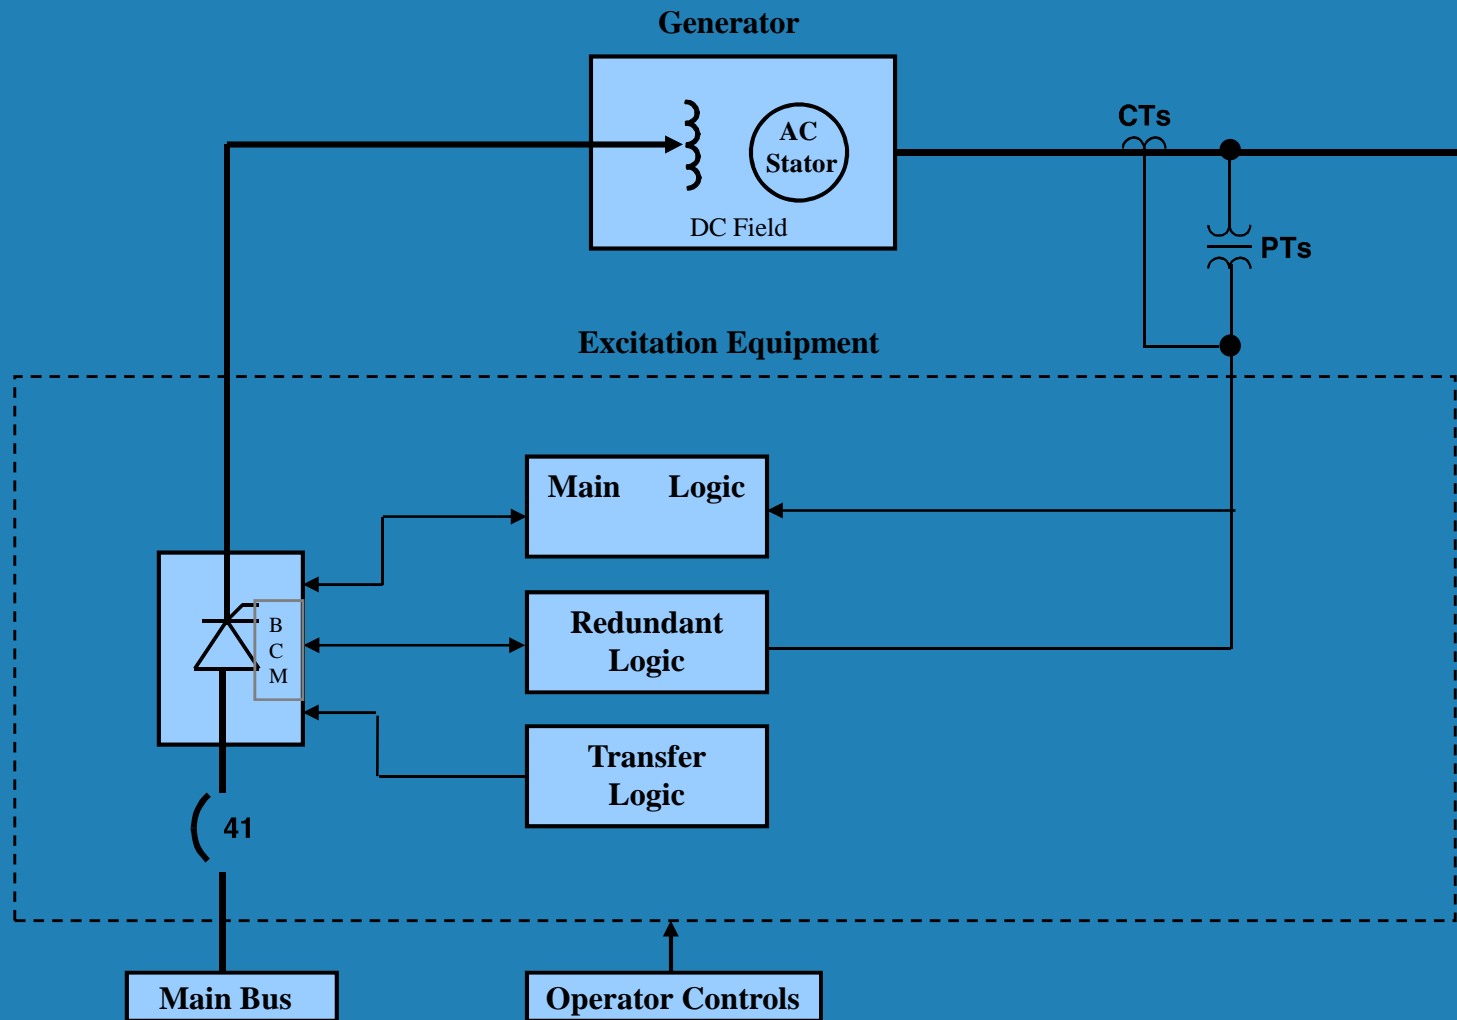 Generator
AC
Stator
DC Field
CTs
PTs
Excitation Equipment
Main Logic
Redundant
Logic
B
C
M
Transfer
Logic
41
Main Bus
Operator Controls